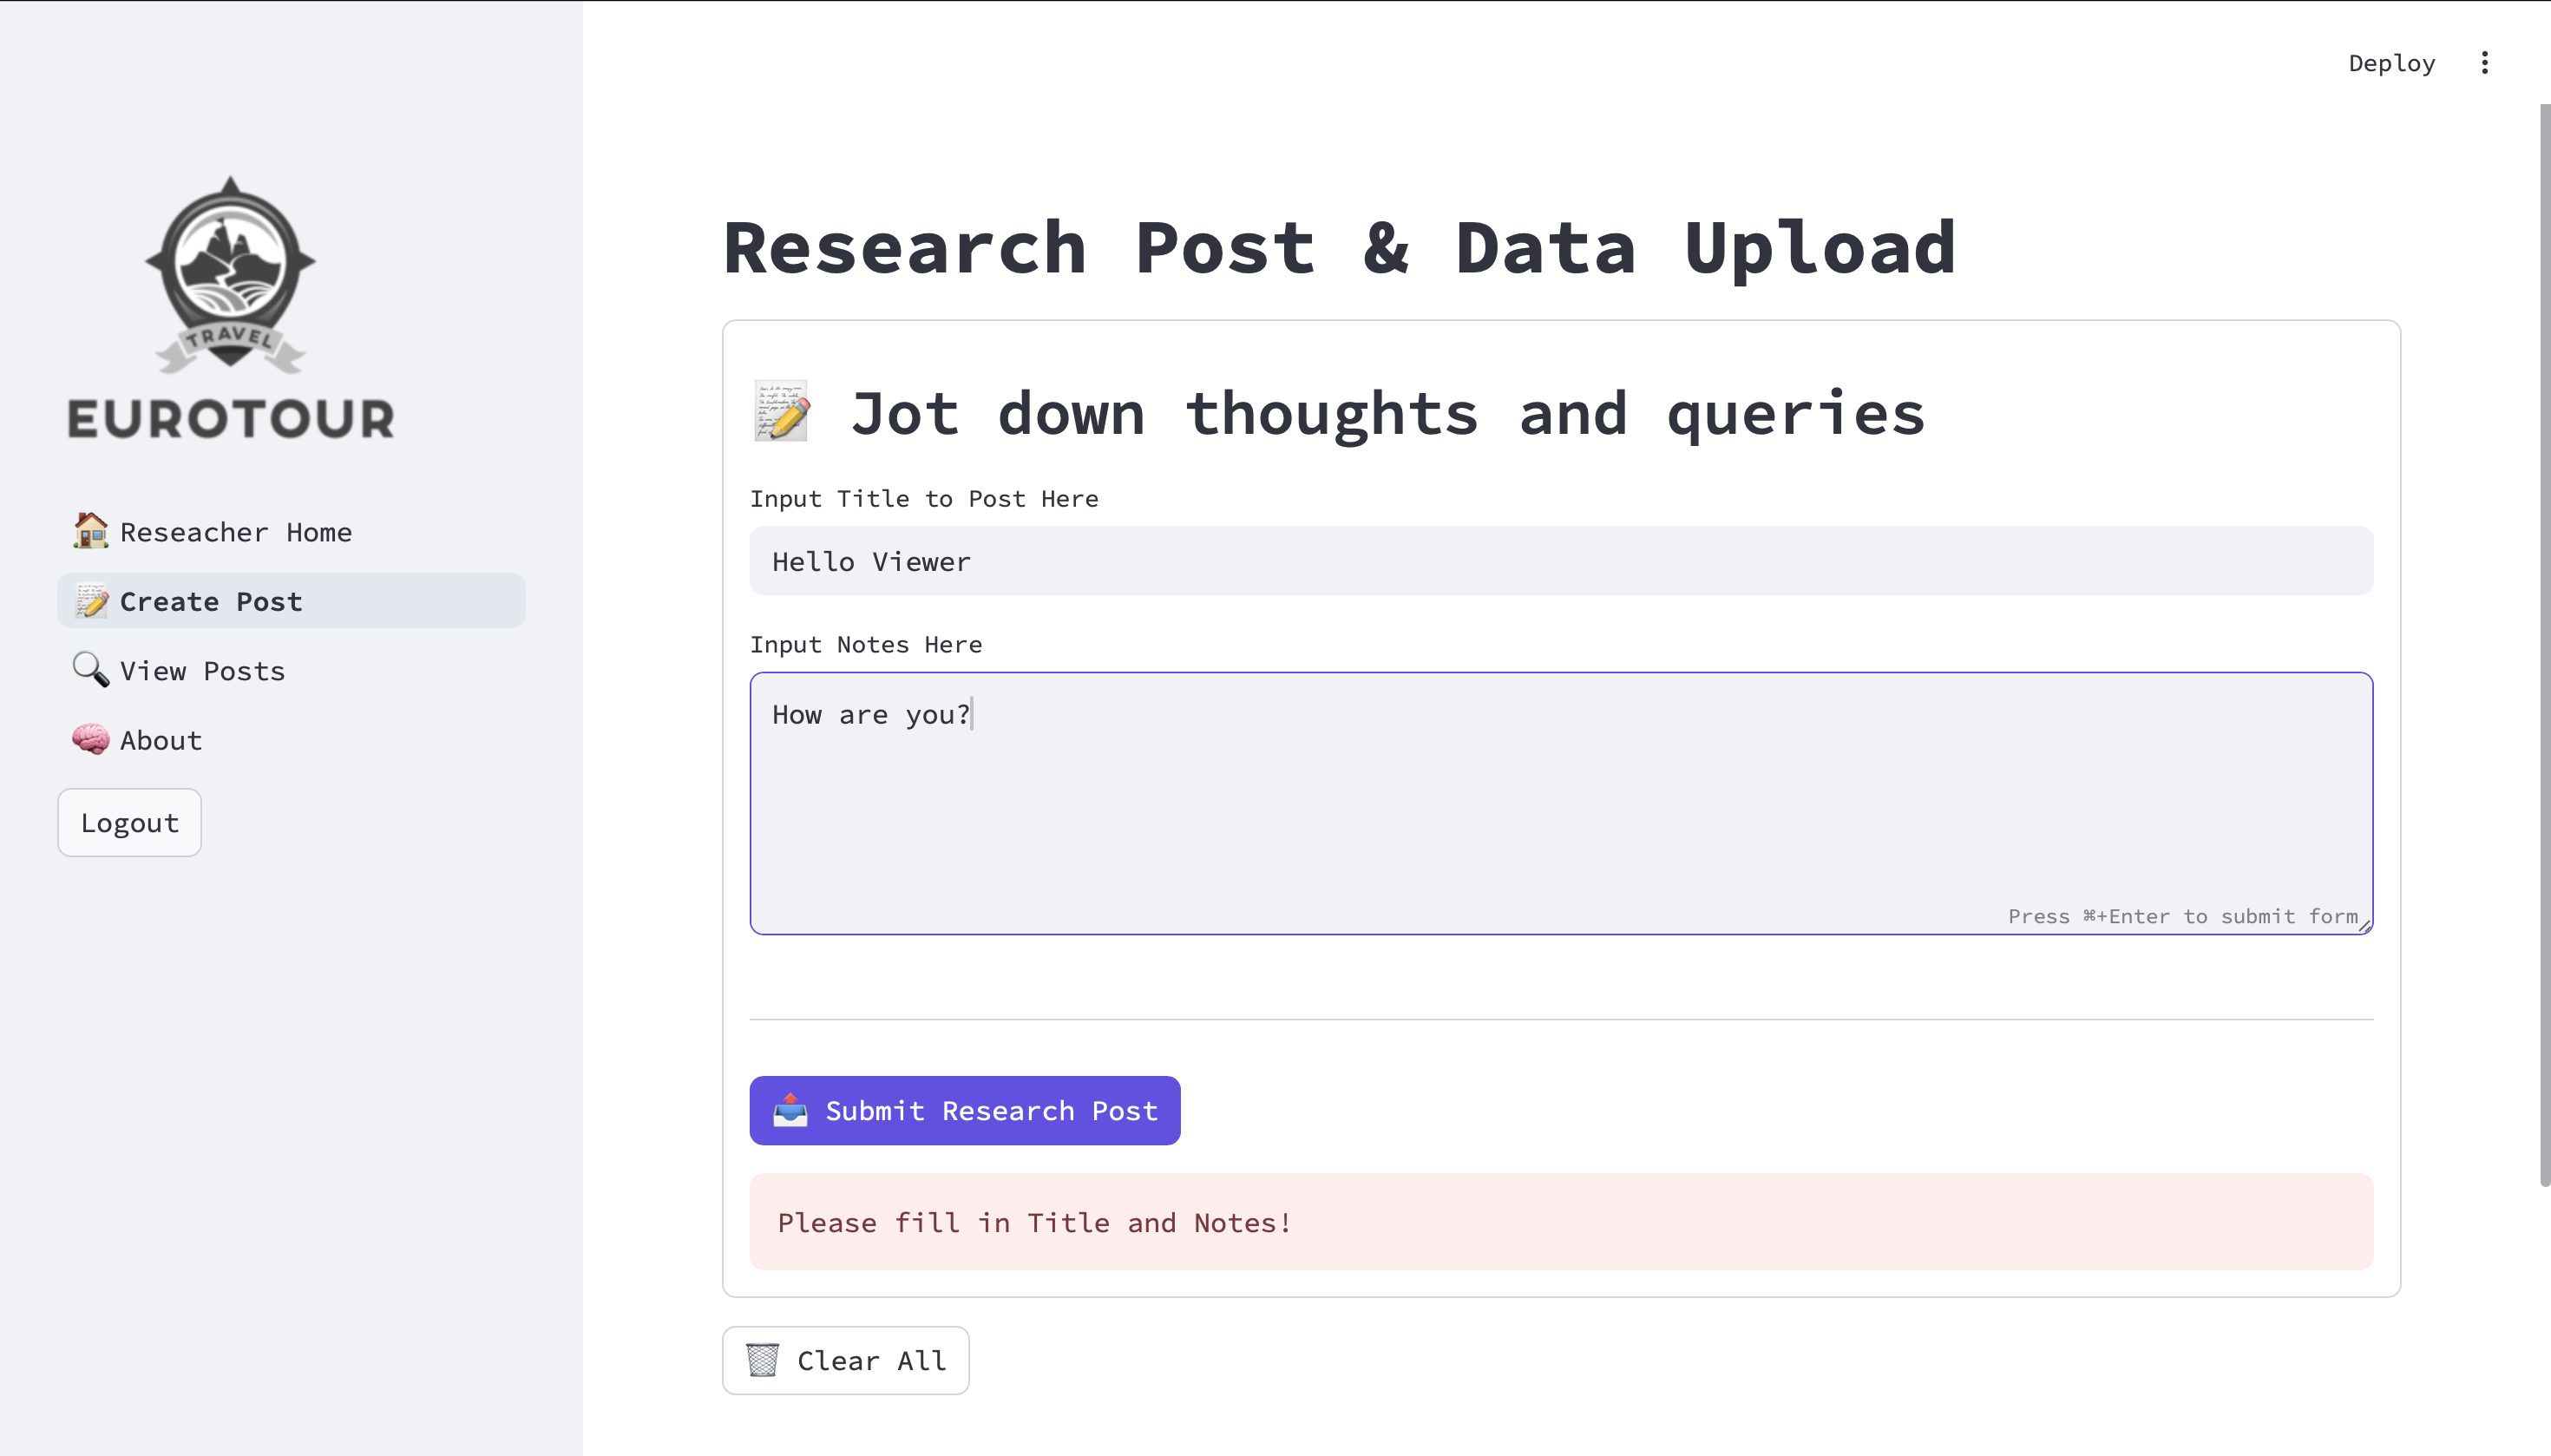 Deploy
TRAVEL
EUROTOUR
Reseacher Home
Create Post
View Posts
About
Logout
Research Post & Data Upload
Jot down thoughts and queries
Input Title to Post Here
Hello Viewer
Input Notes Here
How are you?
Press ⌘+Enter to submit form
Submit Research Post
Please fill in Title and Notes!
Clear All